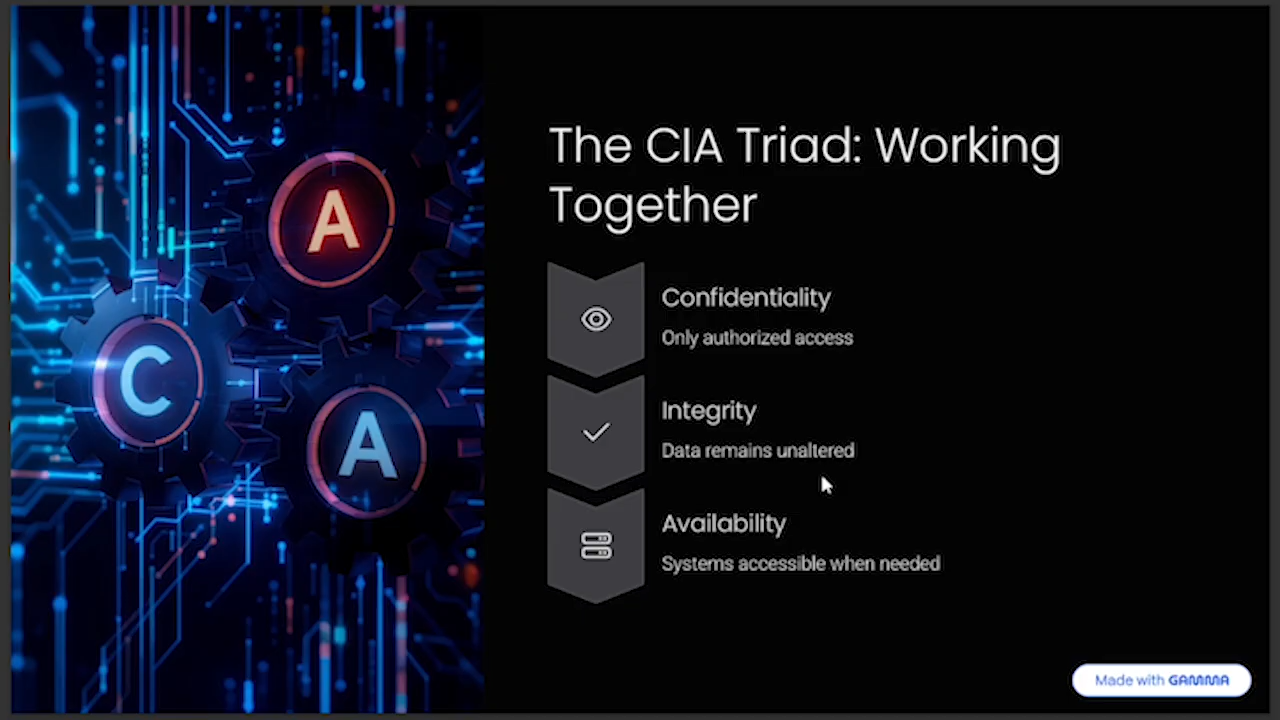 A
C
A
The CIA Triad: Working
Together
Confidentiality
Only authorized access
Integrity
Data remains unaltered
Availability
Systems accessible when needed
Made with GAMMA